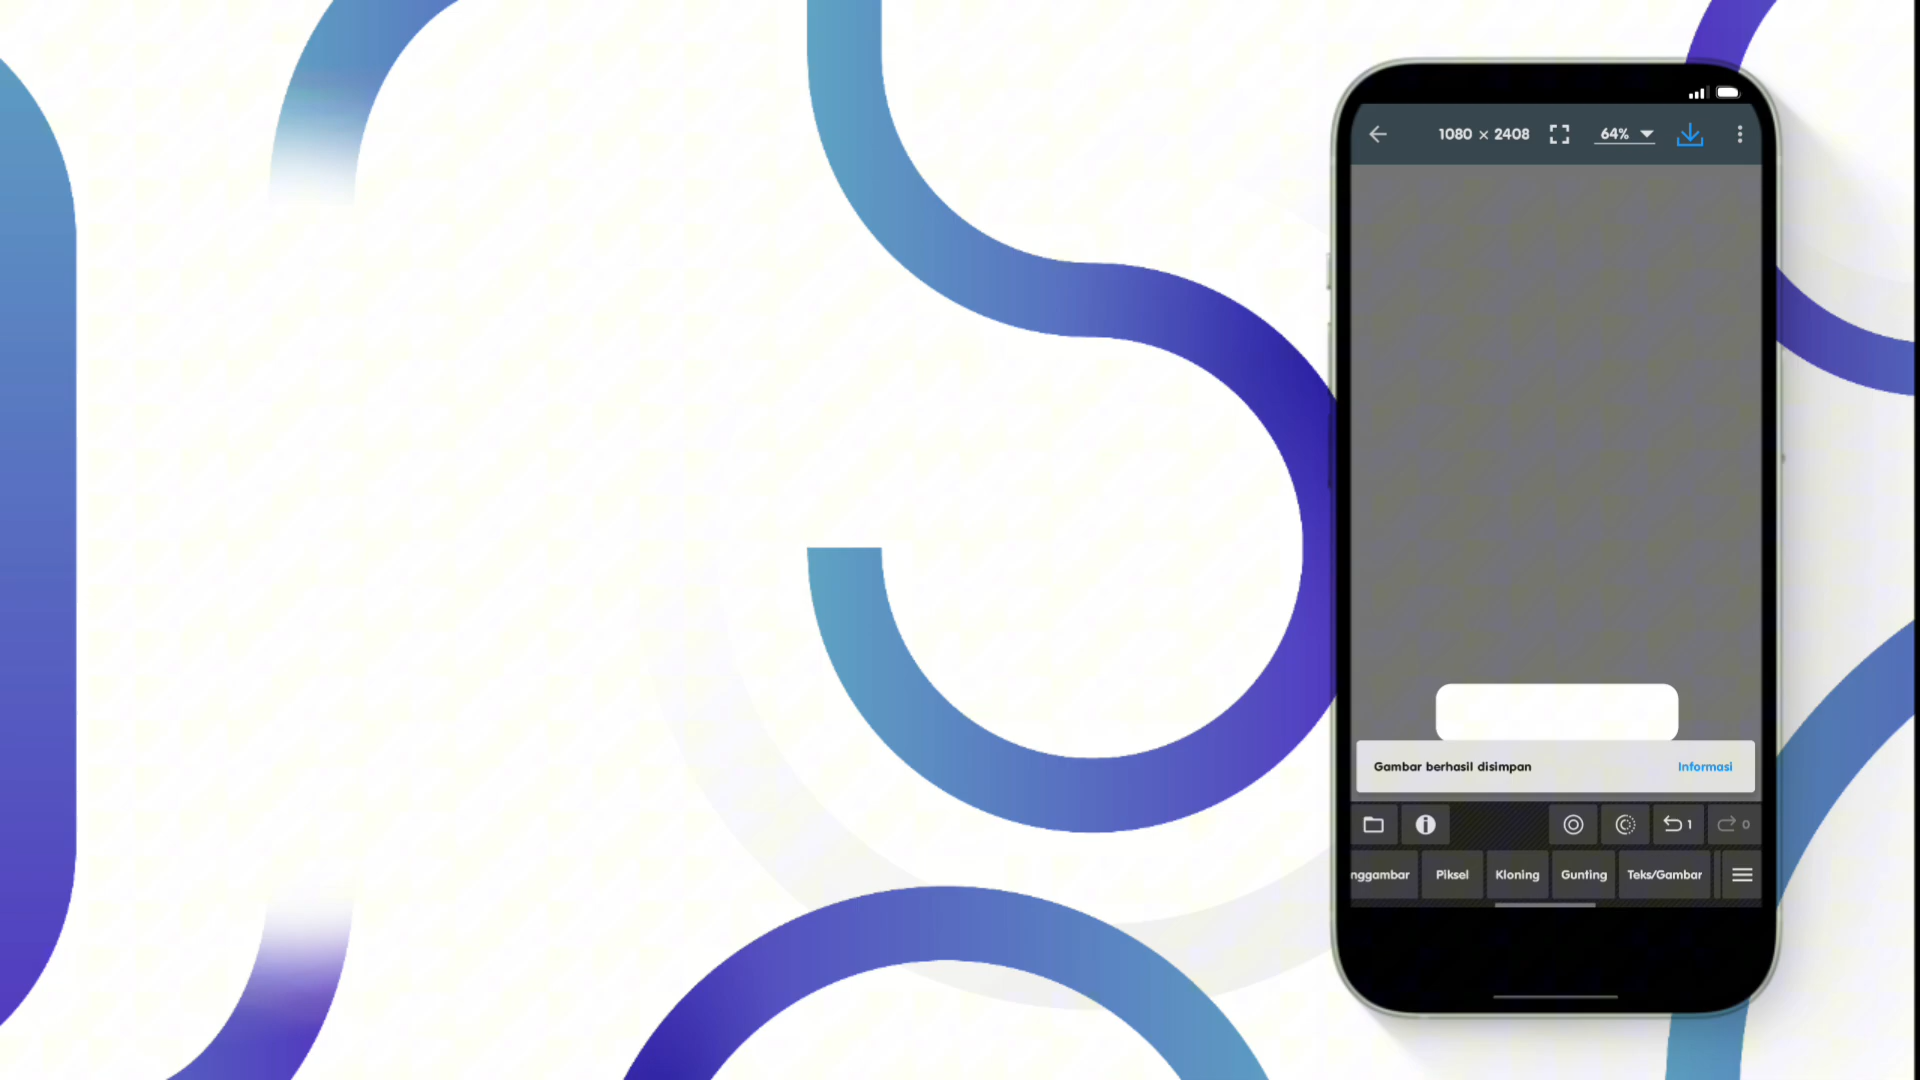 1080 × 2408 64%
Gambar berhasil disimpan Informasi
1 0
nggambar Piksel Kloning Gunting Teks/Gambar